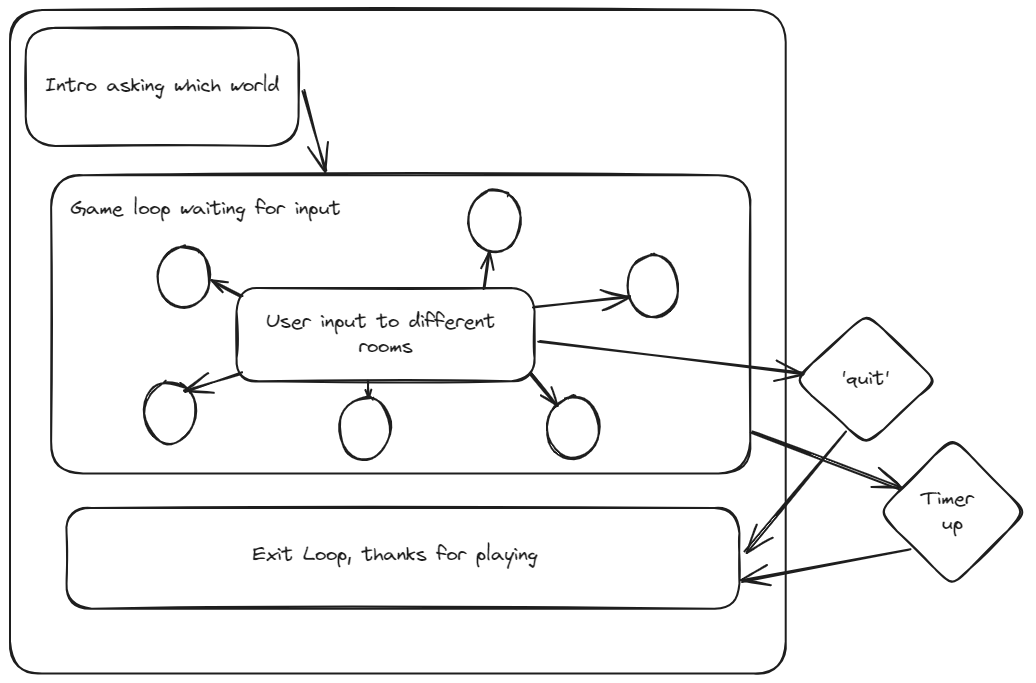 Intro asking which world
Game loop waiting for input
User input to different
rooms
'quit'
Timer
up
Exit Loop, thanks for playing